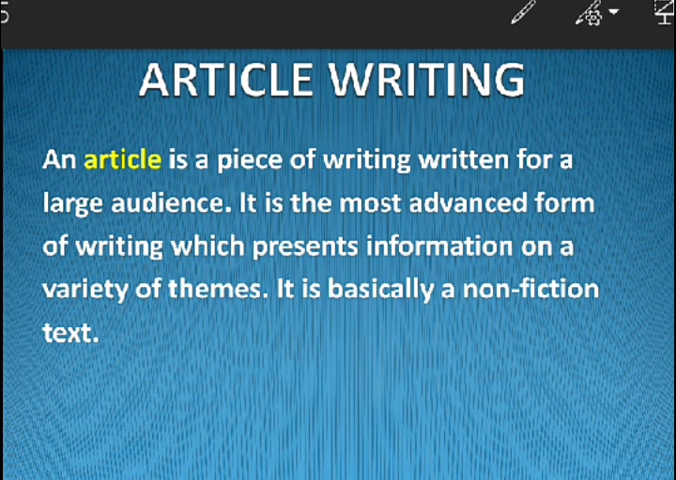 ARTICLE WRITING
An article is a piece of writing written for a
large audience. It is the most advanced form
of writing which presents information on a
variety of themes. It is basically a non-fiction
text.